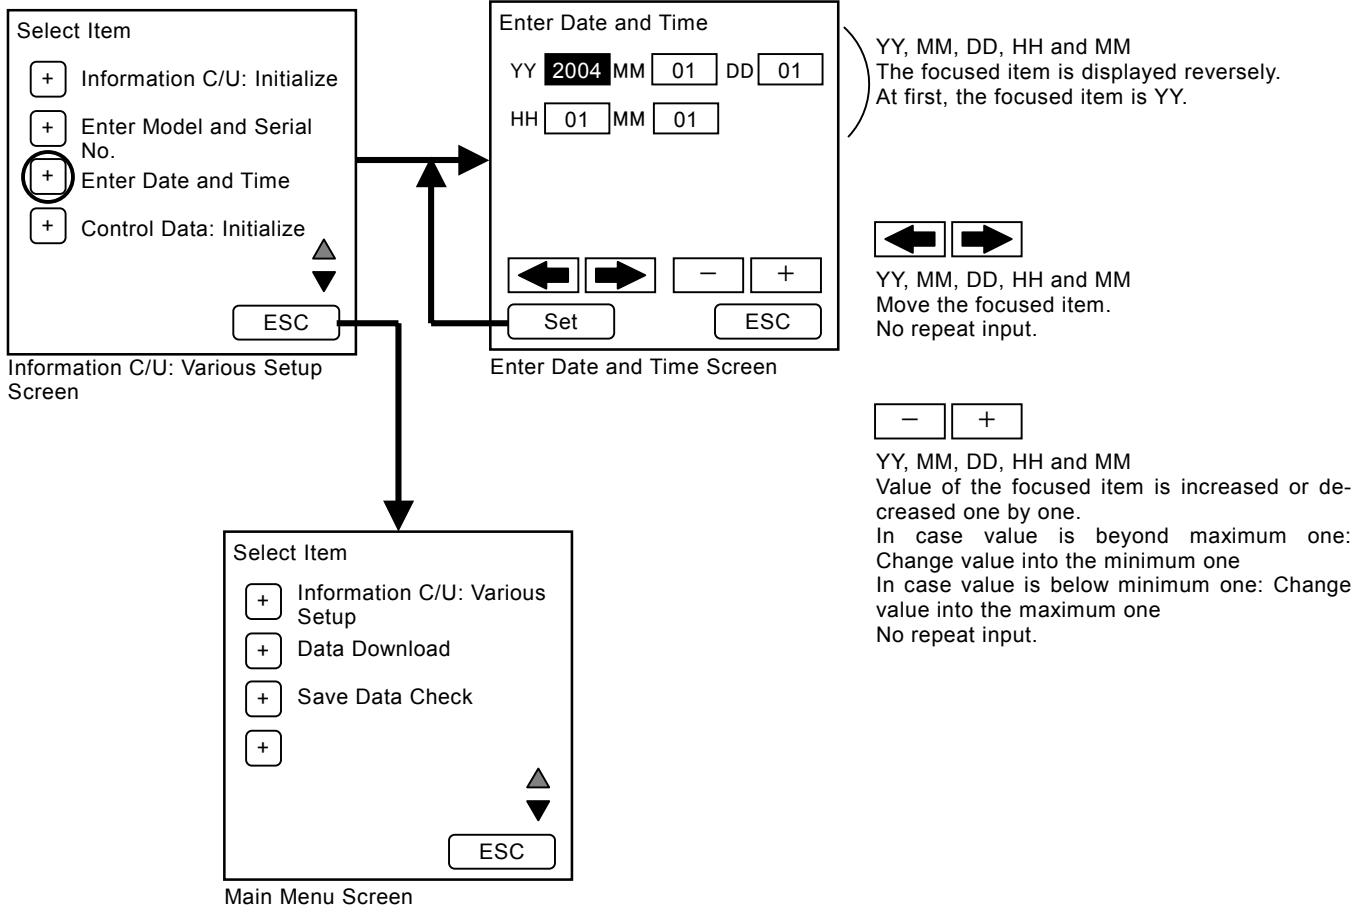 Select Item
+ Information C/U: Initialize
+ Enter Model and Serial
No.
+ Enter Date and Time
+ Control Data: Initialize
ESC
Information C/U: Various Setup
Screen
Enter Date and Time
YY 2004 MM 01 DD 01
HH 01 MM 01
− +
Set ESC
Enter Date and Time Screen
YY, MM, DD, HH and MM
The focused item is displayed reversely.
At first, the focused item is YY.
YY, MM, DD, HH and MM
Move the focused item.
No repeat input.
− +
YY, MM, DD, HH and MM
Value of the focused item is increased or de-
creased one by one.
In case value is beyond maximum one:
Change value into the minimum one
In case value is below minimum one: Change
value into the maximum one
No repeat input.
Select Item
+ Information C/U: Various
Setup
+ Data Download
+ Save Data Check
+
ESC
Main Menu Screen